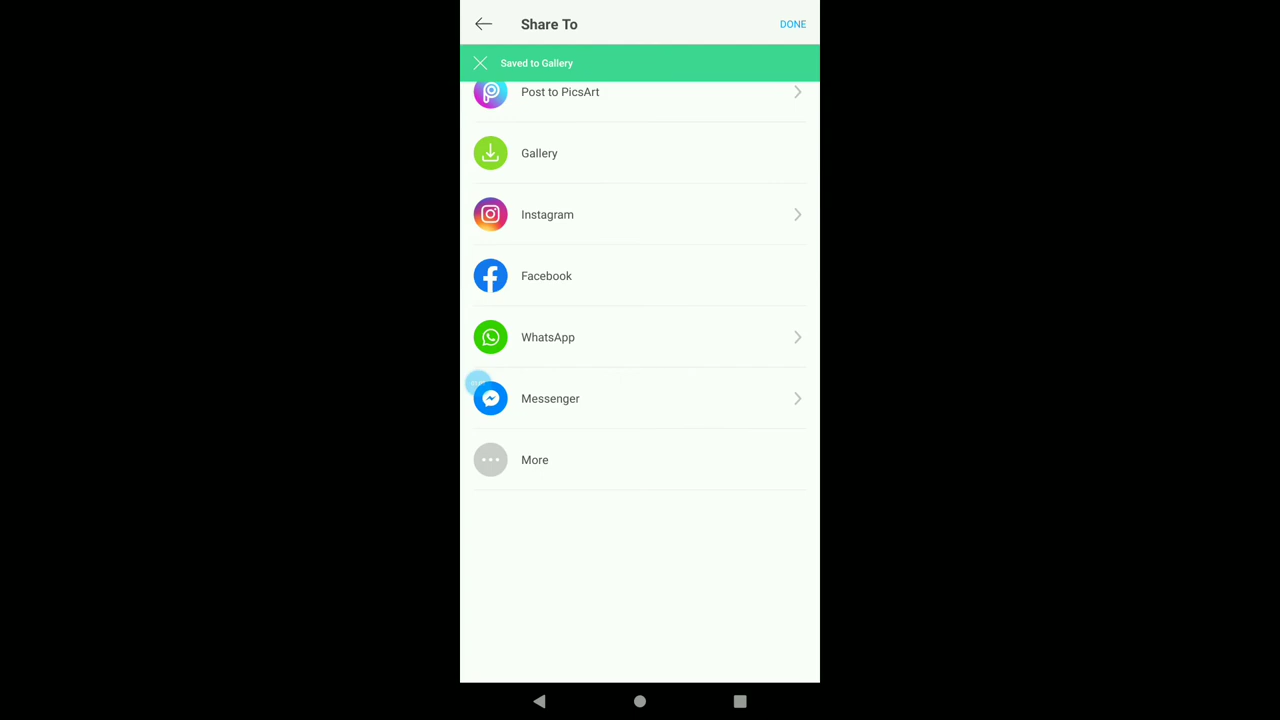 Share To
DONE
Saved to Gallery
Post to PicsArt
Gallery
Instagram
Facebook
WhatsApp
Messenger
More